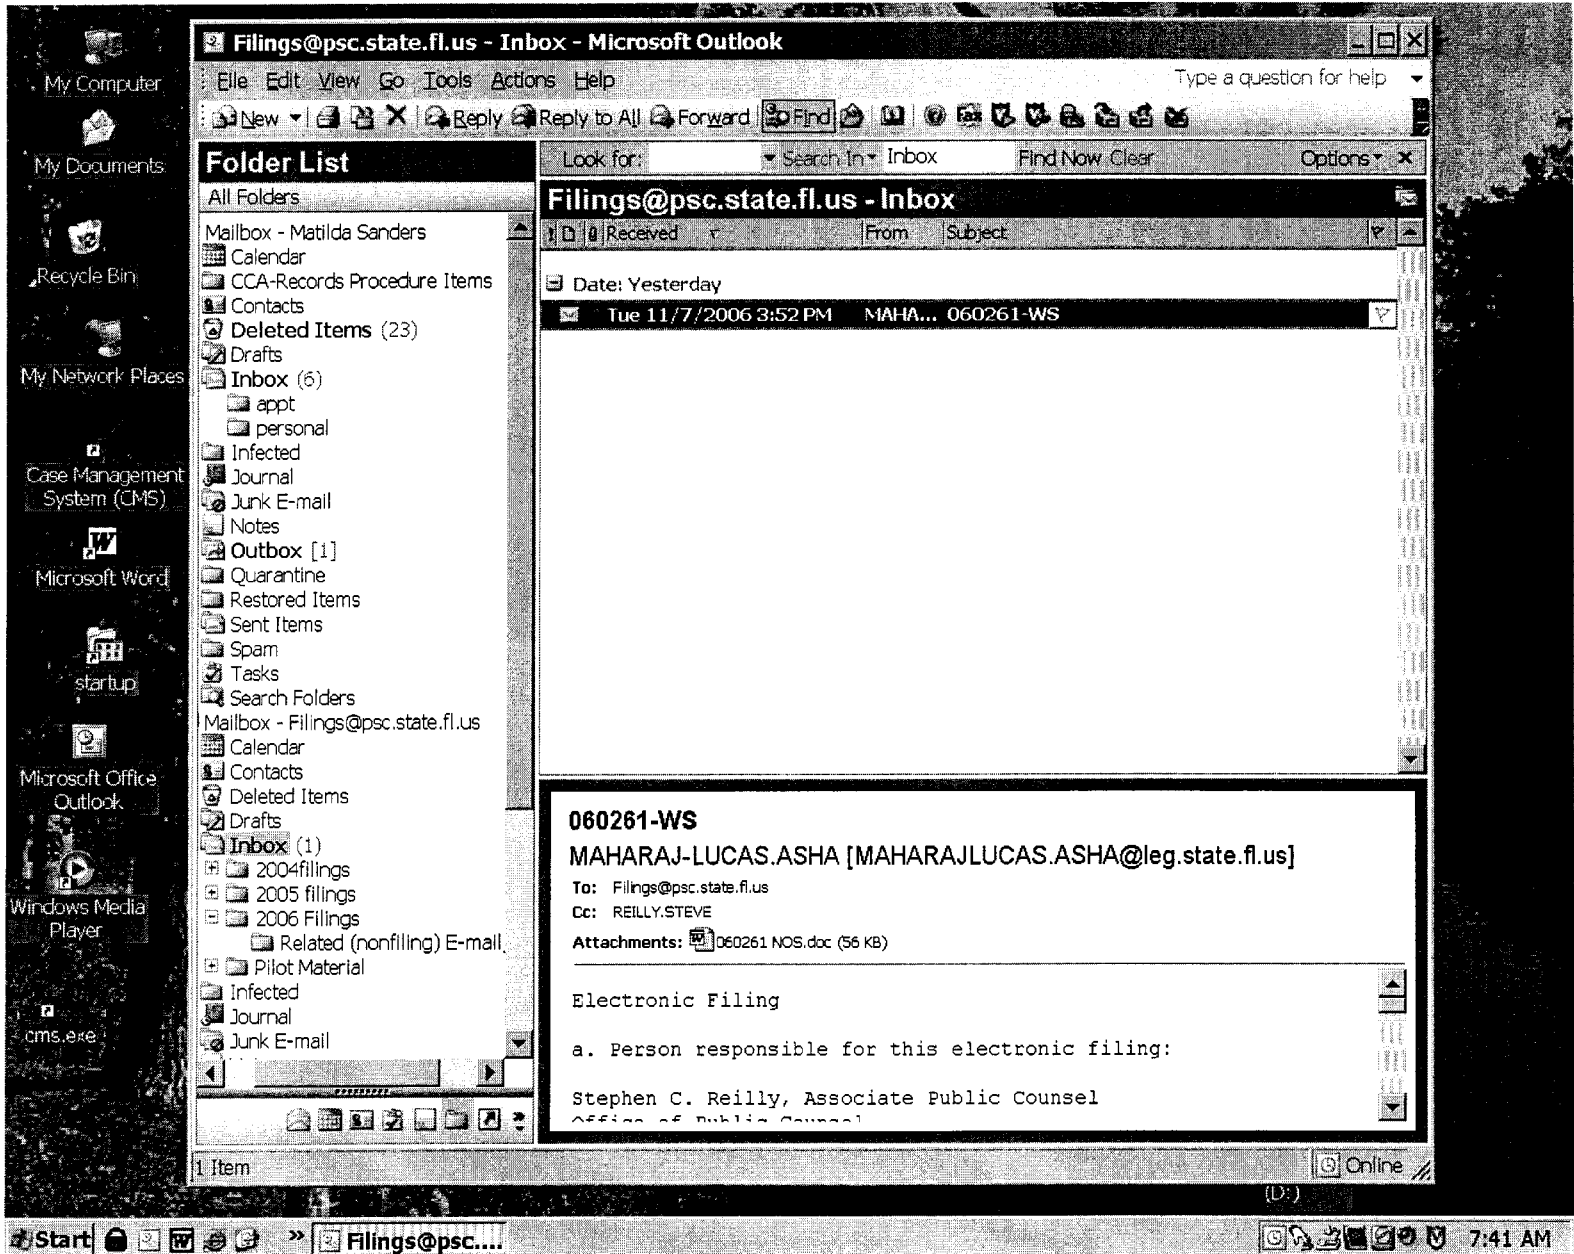 My Computer
My Documents
Recycle Bin
My Network Places
Case Management
System (CMS)
Microsoft Word
startup
Microsoft Office
Outlook
Windows Media
Player
cms.exe
Filings@psc.state.fl.us - Inbox - Microsoft Outlook
File Edit View Go Tools Actions Help Type a question for help
New Reply Reply to All Forward Find Fax
Folder List
Look for: Search In Inbox Find Now Clear Options
All Folders
Mailbox - Matilda Sanders
Calendar
CCA-Records Procedure Items
Contacts
Deleted Items (23)
Drafts
Inbox (6)
appt
personal
Infected
Journal
Junk E-mail
Notes
Outbox [1]
Quarantine
Restored Items
Sent Items
Spam
Tasks
Search Folders
Mailbox - Filings@psc.state.fl.us
Calendar
Contacts
Deleted Items
Drafts
Inbox (1)
2004filings
2005 filings
2006 Filings
Related (nonfiling) E-mail
Pilot Material
Infected
Journal
Junk E-mail
Filings@psc.state.fl.us - Inbox
Received From Subject
Date: Yesterday
Tue 11/7/2006 3:52 PM MAHA... 060261-WS
060261-WS
MAHARAJ-LUCAS.ASHA [MAHARAJLUCAS.ASHA@leg.state.fl.us]
To: Filings@psc.state.fl.us
Cc: REILLY.STEVE
Attachments: 060261 NOS.doc (56 KB)
Electronic Filing
a. Person responsible for this electronic filing:
Stephen C. Reilly, Associate Public Counsel
Office of Public Counsel
1 Item Online
(D:)
Start Filings@psc.... 7:41 AM